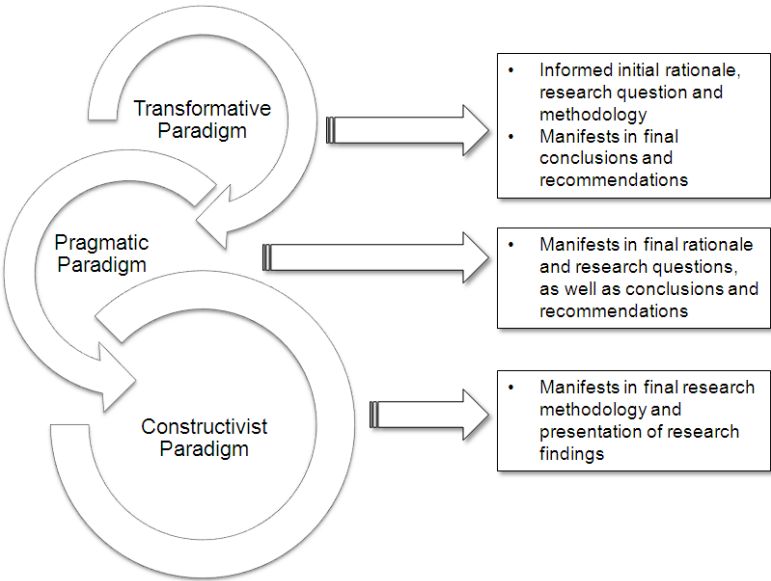 Transformative
Paradigm
• Informed initial rationale,
research question and
methodology
• Manifests in final
conclusions and
recommendations
Pragmatic
Paradigm
• Manifests in final rationale
and research questions,
as well as conclusions and
recommendations
Constructivist
Paradigm
• Manifests in final research
methodology and
presentation of research
findings